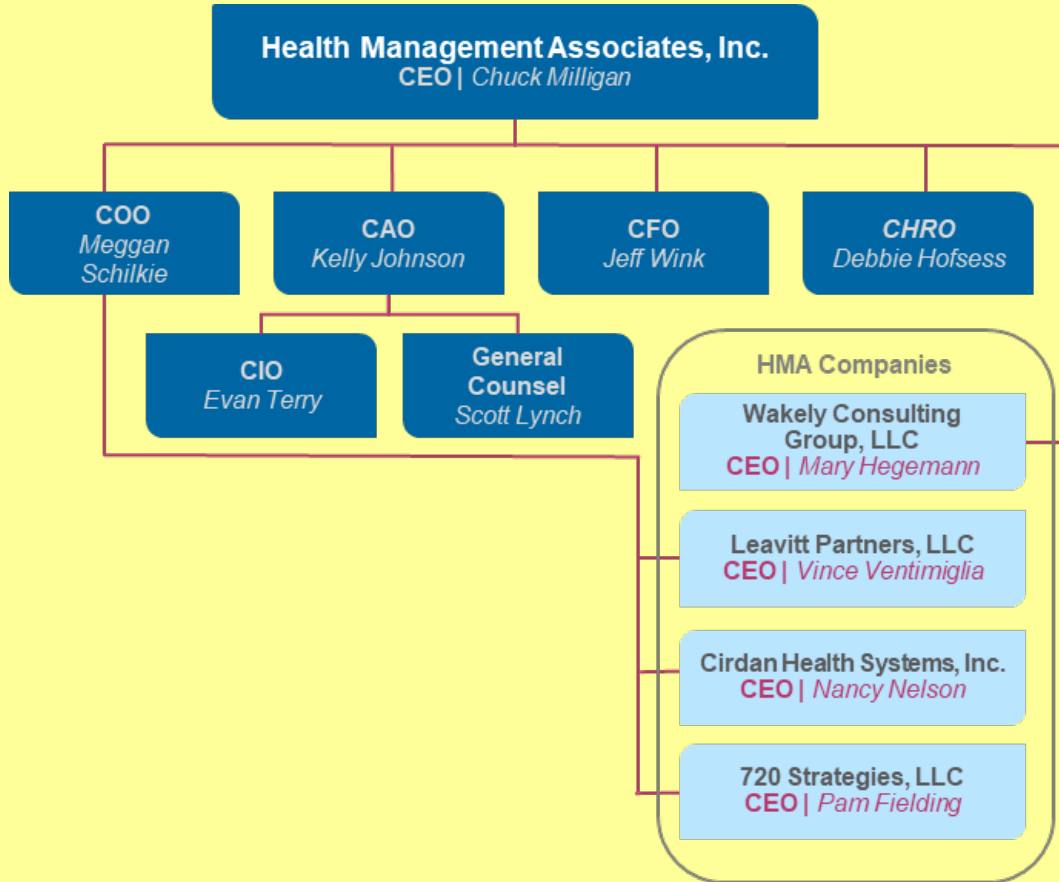 Health Management Associates, Inc.
CEO | Chuck Milligan
COO
Meggan
Schilkie
CAO
Kelly Johnson
CFO
Jeff Wink
CHRO
Debbie Hofsess
CIO
Evan Terry
General
Counsel
Scott Lynch
HMA Companies
Wakely Consulting
Group, LLC
CEO | Mary Hegemann
Leavitt Partners, LLC
CEO | Vince Ventimiglia
Cirdan Health Systems, Inc.
CEO | Nancy Nelson
720 Strategies, LLC
CEO | Pam Fielding